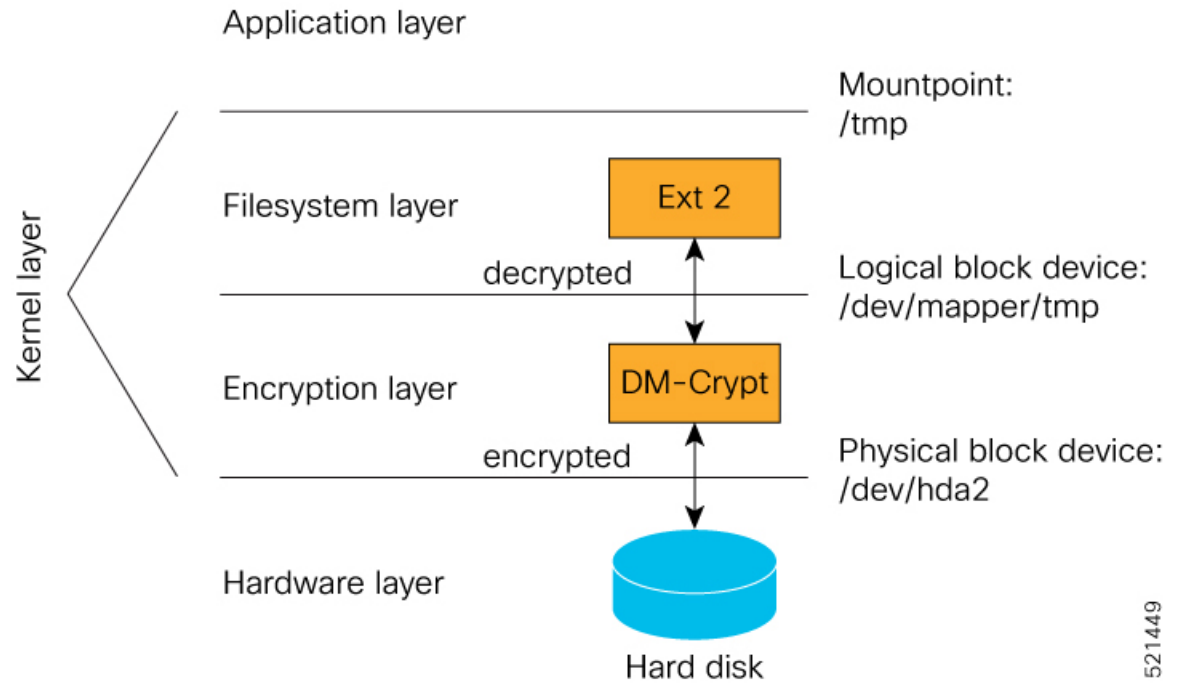 Application layer
Mountpoint:
/tmp
Kernel layer
Filesystem layer
Ext 2
decrypted
Logical block device:
/dev/mapper/tmp
Encryption layer
DM-Crypt
encrypted
Physical block device:
/dev/hda2
Hardware layer
Hard disk
521449